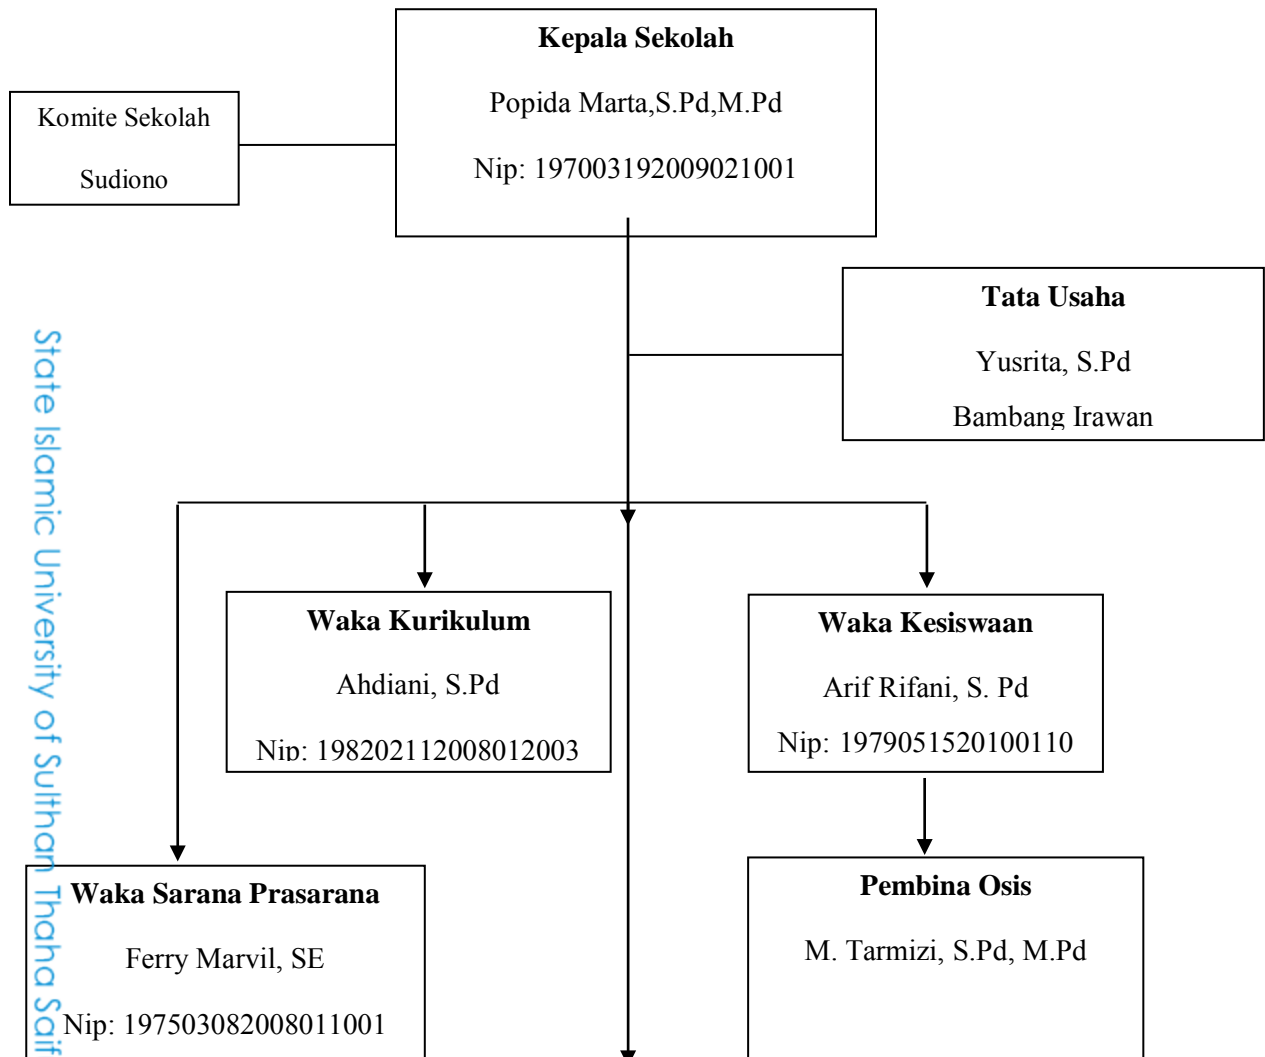 Kepala Sekolah
Popida Marta,S.Pd,M.Pd
Nip: 197003192009021001
Komite Sekolah
Sudiono
Tata Usaha
Yusrita, S.Pd
Bambang Irawan
Waka Kurikulum
Ahdiani, S.Pd
Nip: 198202112008012003
Waka Kesiswaan
Arif Rifani, S. Pd
Nip: 1979051520100110
Waka Sarana Prasarana
Ferry Marvil, SE
Nip: 197503082008011001
Pembina Osis
M. Tarmizi, S.Pd, M.Pd
State Islamic University of Sulthan Thaha Saif